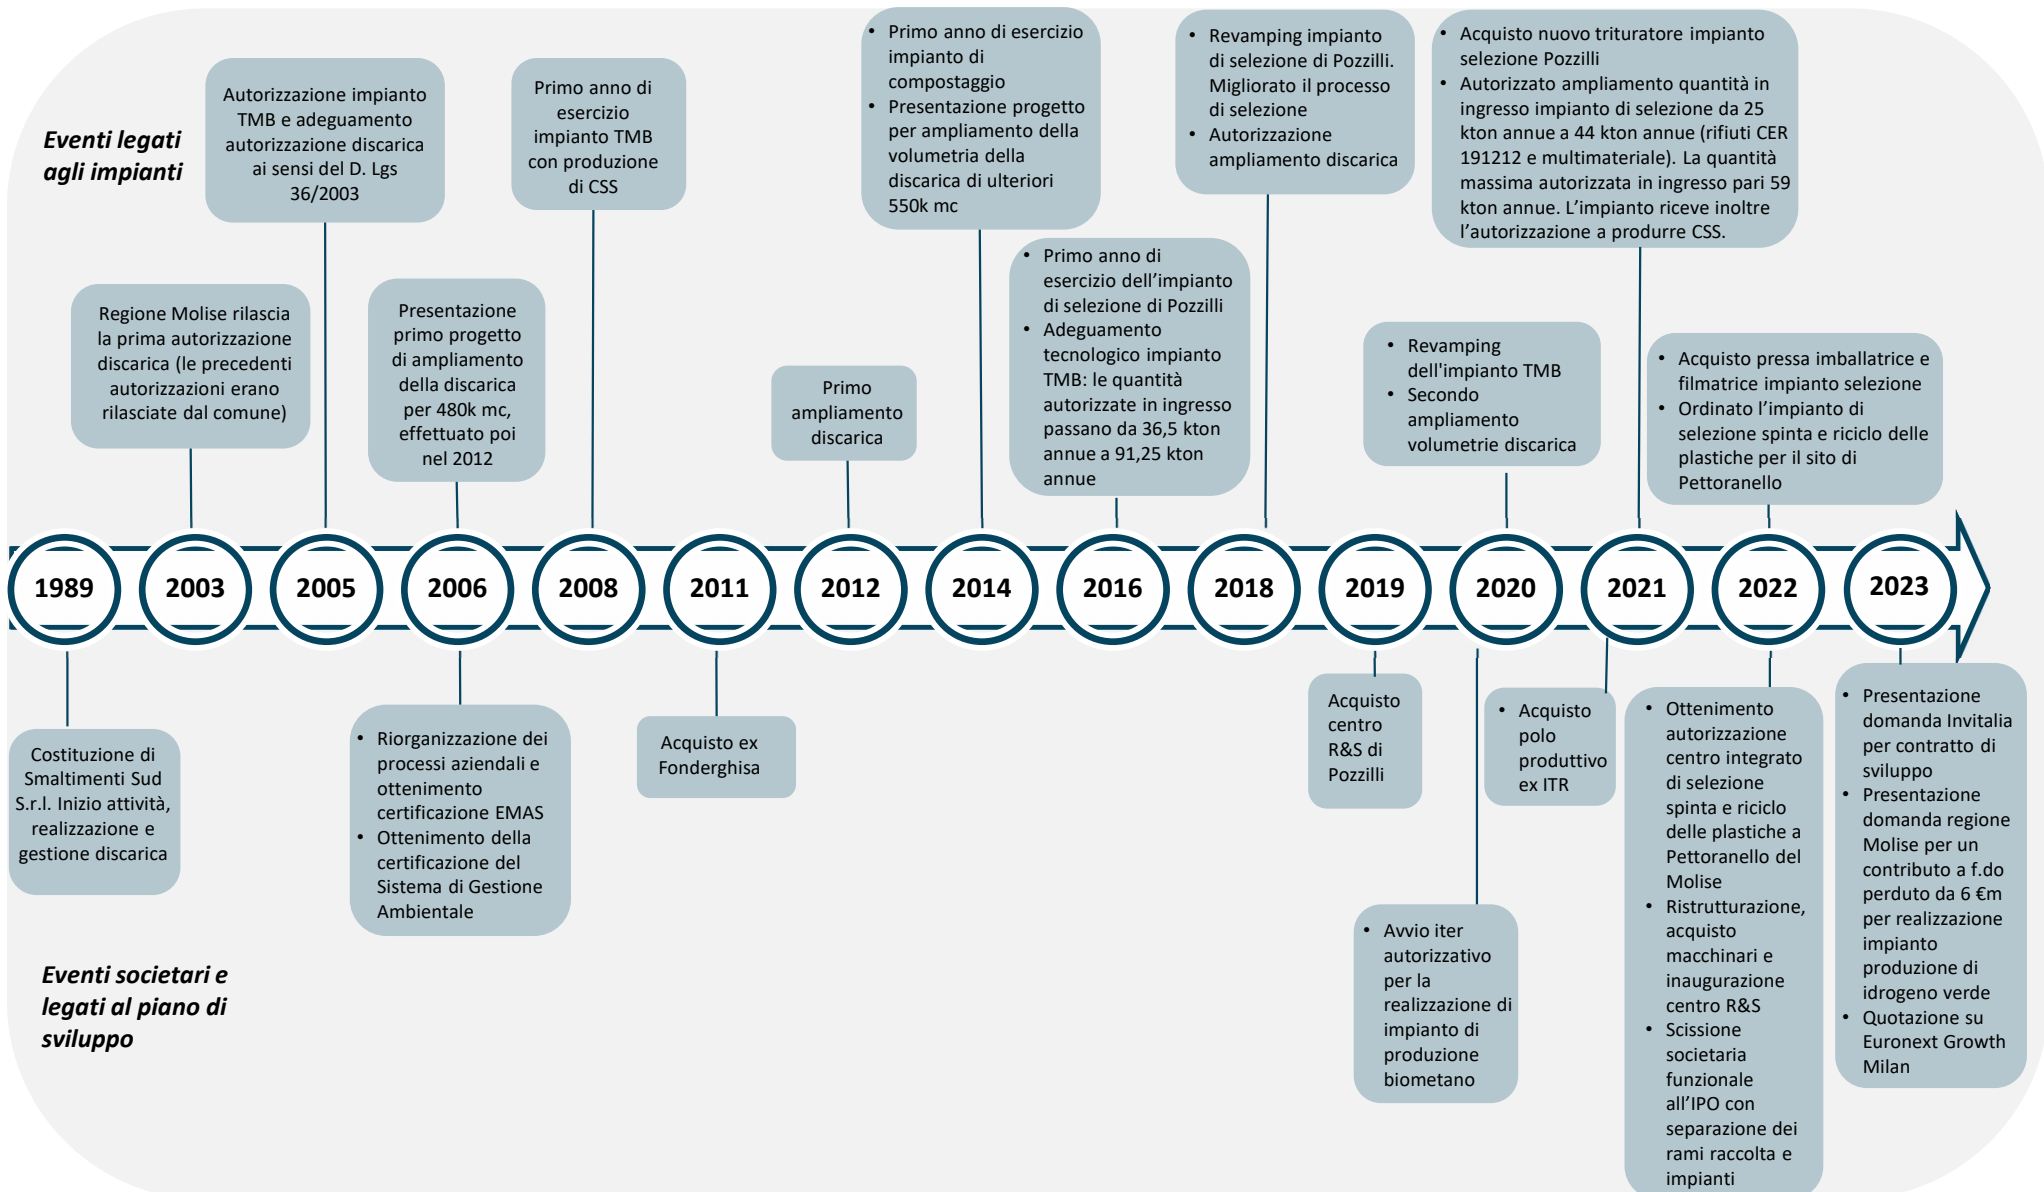 Eventi legati
agli impianti
Regione Molise rilascia
la prima autorizzazione
discarica (le precedenti
autorizzazioni erano
rilasciate dal comune)
Autorizzazione impianto
TMB e adeguamento
autorizzazione discarica
ai sensi del D. Lgs
36/2003
Presentazione
primo progetto
di ampliamento
della discarica
per 480k mc,
effettuato poi
nel 2012
Primo anno di
esercizio
impianto TMB
con produzione
di CSS
Primo
ampliamento
discarica
• Primo anno di esercizio
impianto di
compostaggio
• Presentazione progetto
per ampliamento della
volumetria della
discarica di ulteriori
550k mc
• Primo anno di
esercizio dell'impianto
di selezione di Pozzilli
• Adeguamento
tecnologico impianto
TMB: le quantità
autorizzate in ingresso
passano da 36,5 kton
annue a 91,25 kton
annue
• Revamping impianto
di selezione di Pozzilli.
Migliorato il processo
di selezione
• Autorizzazione
ampliamento discarica
• Revamping
dell'impianto TMB
• Secondo
ampliamento
volumetrie discarica
• Acquisto nuovo trituratore impianto
selezione Pozzilli
• Autorizzato ampliamento quantità in
ingresso impianto di selezione da 25
kton annue a 44 kton annue (rifiuti CER
191212 e multimateriale). La quantità
massima autorizzata in ingresso pari 59
kton annue. L'impianto riceve inoltre
l'autorizzazione a produrre CSS.
• Acquisto pressa imballatrice e
filmatrice impianto selezione
• Ordinato l'impianto di
selezione spinta e riciclo delle
plastiche per il sito di
Pettoranello
1989 2003 2005 2006 2008 2011 2012 2014 2016 2018 2019 2020 2021 2022 2023
Costituzione di
Smaltimenti Sud
S.r.l. Inizio attività,
realizzazione e
gestione discarica
• Riorganizzazione dei
processi aziendali e
ottenimento
certificazione EMAS
• Ottenimento della
certificazione del
Sistema di Gestione
Ambientale
Acquisto ex
Fonderghisa
Acquisto
centro
R&S di
Pozzilli
• Avvio iter
autorizzativo
per la
realizzazione di
impianto di
produzione
biometano
• Acquisto
polo
produttivo
ex ITR
• Ottenimento
autorizzazione
centro integrato
di selezione
spinta e riciclo
delle plastiche a
Pettoranello del
Molise
• Ristrutturazione,
acquisto
macchinari e
inaugurazione
centro R&S
• Scissione
societaria
funzionale
all'IPO con
separazione dei
rami raccolta e
impianti
• Presentazione
domanda Invitalia
per contratto di
sviluppo
• Presentazione
domanda regione
Molise per un
contributo a f.do
perduto da 6 €m
per realizzazione
impianto
produzione di
idrogeno verde
• Quotazione su
Euronext Growth
Milan
Eventi societari e
legati al piano di
sviluppo